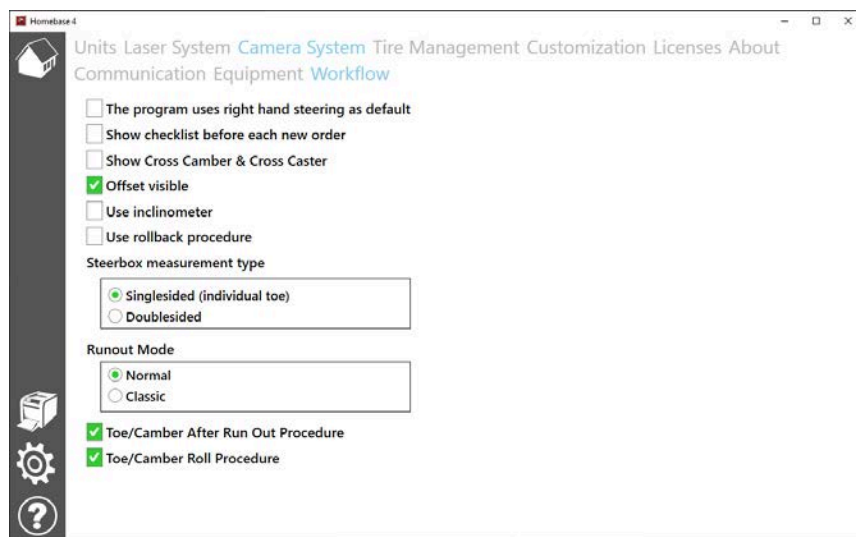 Homebase 4
Units Laser System Camera System Tire Management Customization Licenses About
Communication Equipment Workflow
The program uses right hand steering as default
Show checklist before each new order
Show Cross Camber & Cross Caster
Offset visible
Use inclinometer
Use rollback procedure
Steerbox measurement type
Singlesided (individual toe)
Doublesided
Runout Mode
Normal
Classic
Toe/Camber After Run Out Procedure
Toe/Camber Roll Procedure
?